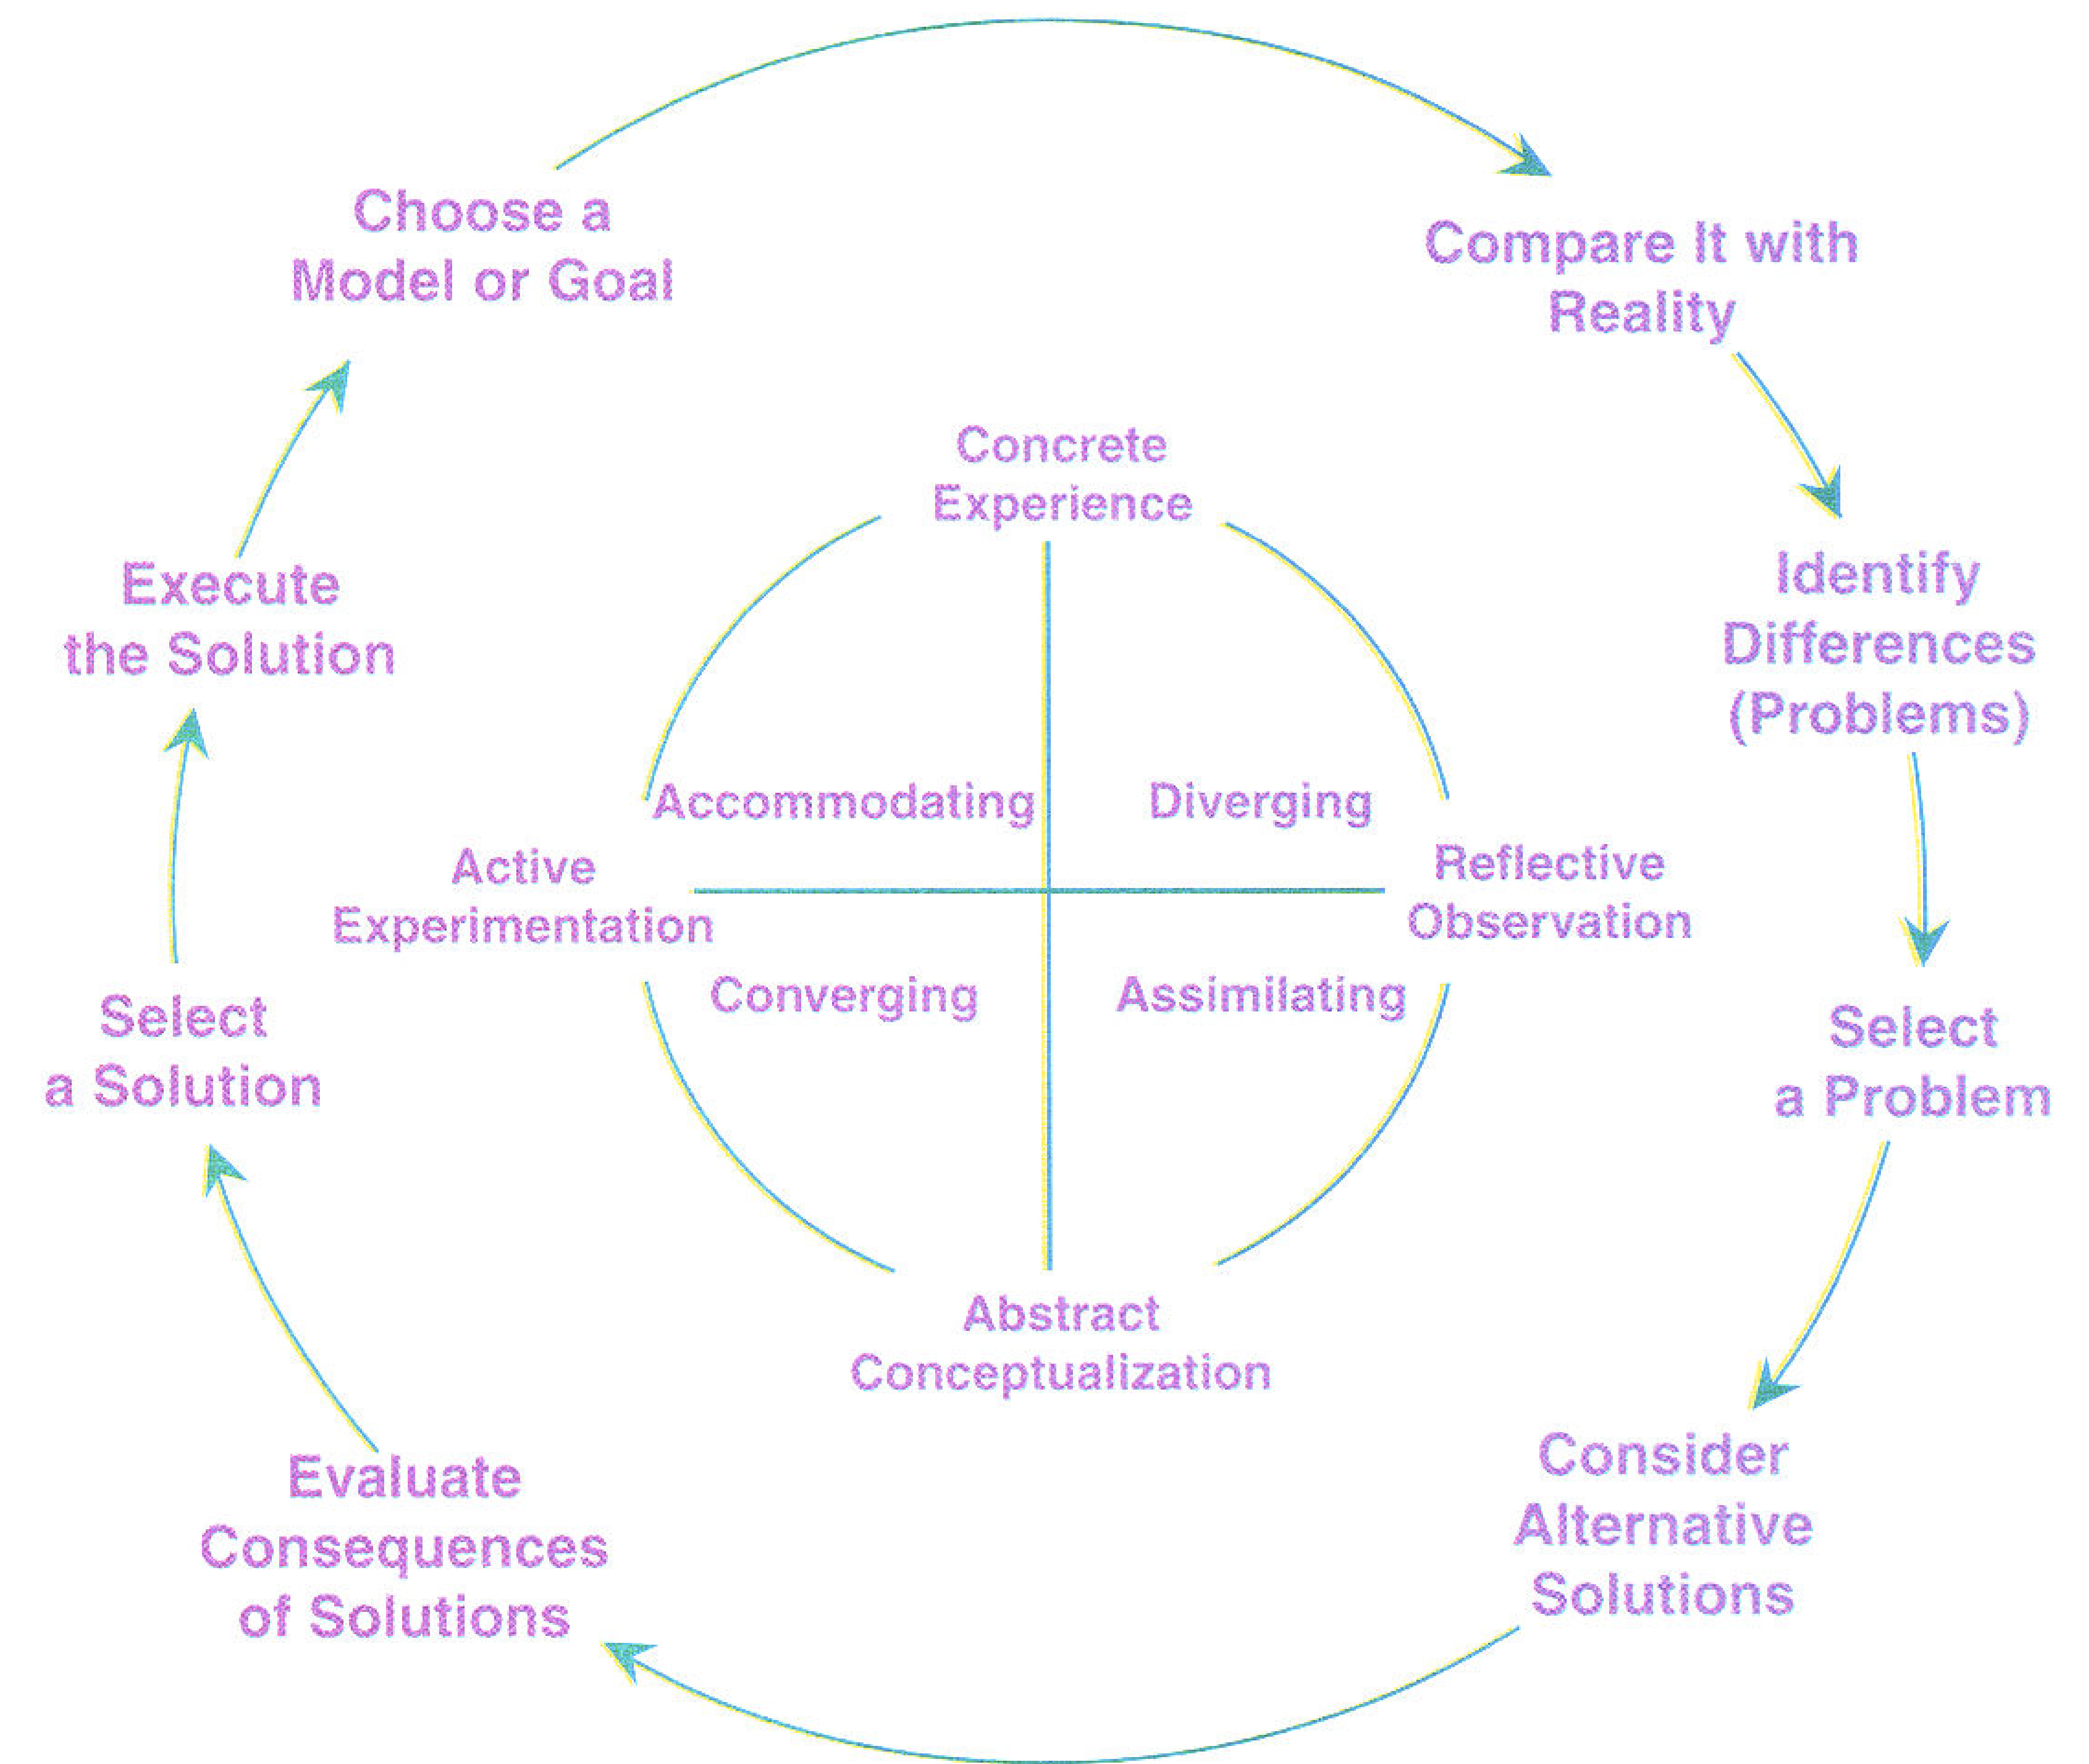 Choose a
Model or Goal
Compare It with
Reality
Identify
Differences
(Problems)
Select
a Problem
Consider
Alternative
Solutions
Evaluate
Consequences
of Solutions
Select
a Solution
Execute
the Solution
Concrete
Experience
Accommodating
Diverging
Active
Experimentation
Reflective
Observation
Converging
Assimilating
Abstract
Conceptualization